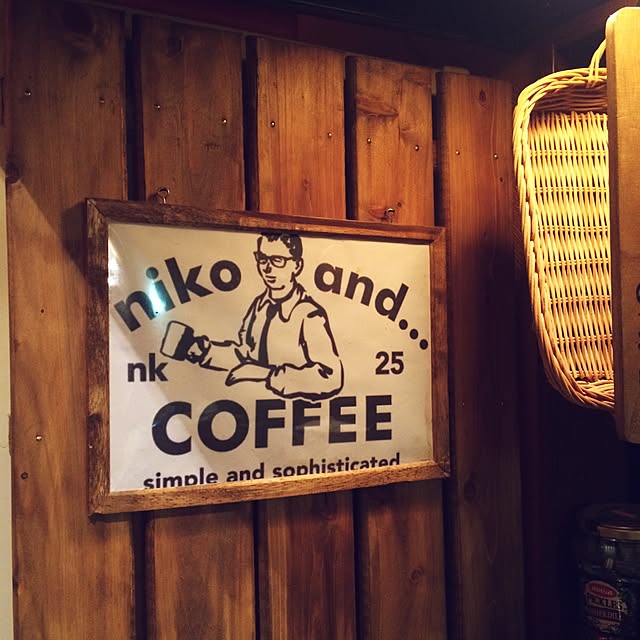 niko and...
nk 25
COFFEE
simple and sophisticated